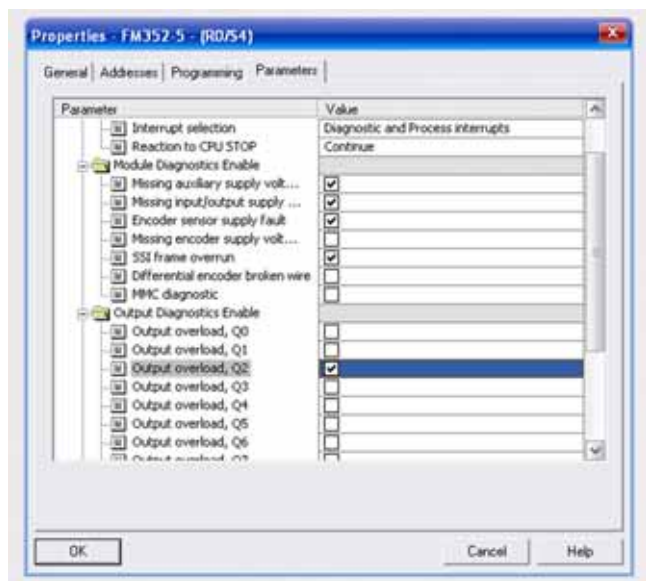 Properties - FM352-5 - (R0/S4)
General Addresses Programming Parameters
Parameter Value
Interrupt selection Diagnostic and Process interrupts
Reaction to CPU STOP Continue
Module Diagnostics Enable
Missing auxiliary supply volt...
Missing input/output supply ...
Encoder sensor supply fault
Missing encoder supply volt...
SSI frame overrun
Differential encoder broken wire
MMC diagnostic
Output Diagnostics Enable
Output overload, Q0
Output overload, Q1
Output overload, Q2
Output overload, Q3
Output overload, Q4
Output overload, Q5
Output overload, Q6
Output overload, Q7
OK Cancel Help